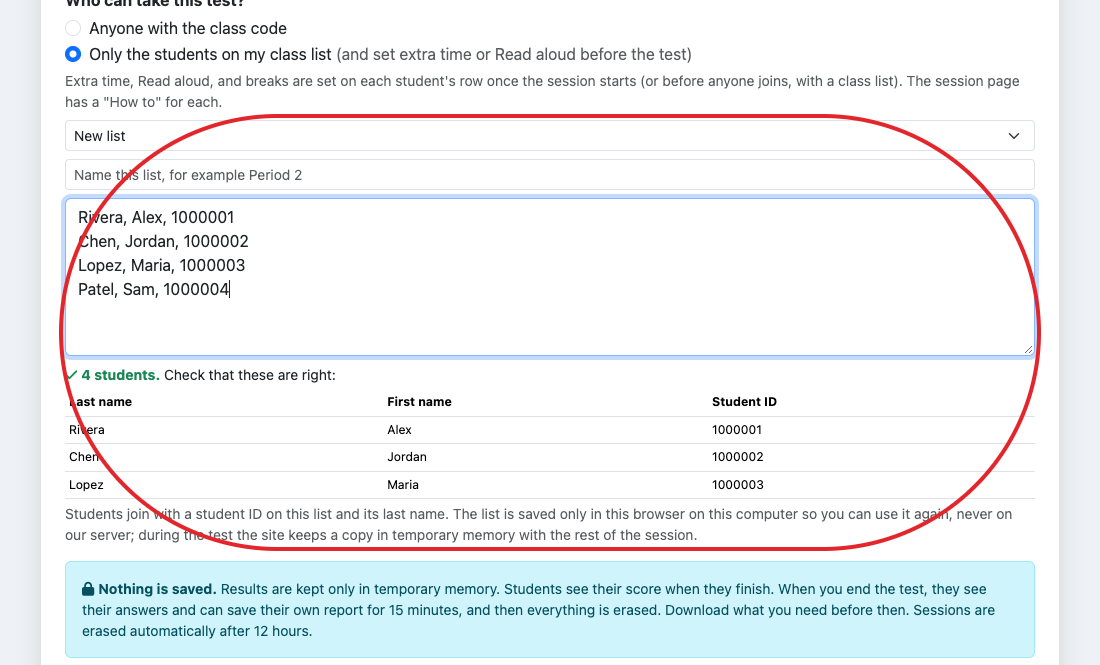 Who can take this test?
Anyone with the class code
Only the students on my class list (and set extra time or Read aloud before the test)
Extra time, Read aloud, and breaks are set on each student's row once the session starts (or before anyone joins, with a class list). The session page
has a "How to" for each.
New list
Name this list, for example Period 2
Rivera, Alex, 1000001
Chen, Jordan, 1000002
Lopez, Maria, 1000003
Patel, Sam, 1000004
4 students. Check that these are right:
Last name First name Student ID
Rivera Alex 1000001
Chen Jordan 1000002
Lopez Maria 1000003
Students join with a student ID on this list and its last name. The list is saved only in this browser on this computer so you can use it again, never on
our server; during the test the site keeps a copy in temporary memory with the rest of the session.
Nothing is saved. Results are kept only in temporary memory. Students see their score when they finish. When you end the test, they see
their answers and can save their own report for 15 minutes, and then everything is erased. Download what you need before then. Sessions are
erased automatically after 12 hours.